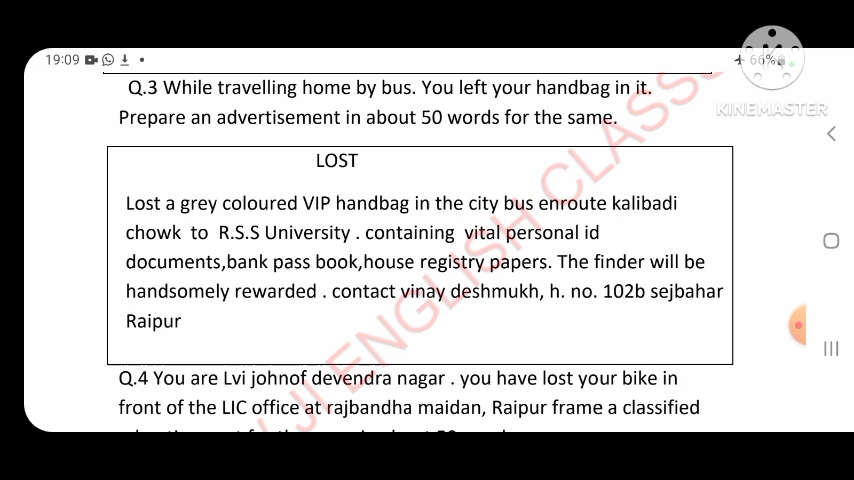 19:09
66%
KINEMASTER
Q.3 While travelling home by bus. You left your handbag in it.
Prepare an advertisement in about 50 words for the same.
LOST
Lost a grey coloured VIP handbag in the city bus enroute kalibadi
chowk to R.S.S University . containing vital personal id
documents,bank pass book,house registry papers. The finder will be
handsomely rewarded . contact vinay deshmukh, h. no. 102b sejbahar
Raipur
Q.4 You are Lvi johnof devendra nagar . you have lost your bike in
front of the LIC office at rajbandha maidan, Raipur frame a classified
JI ENGLISH CLASSES